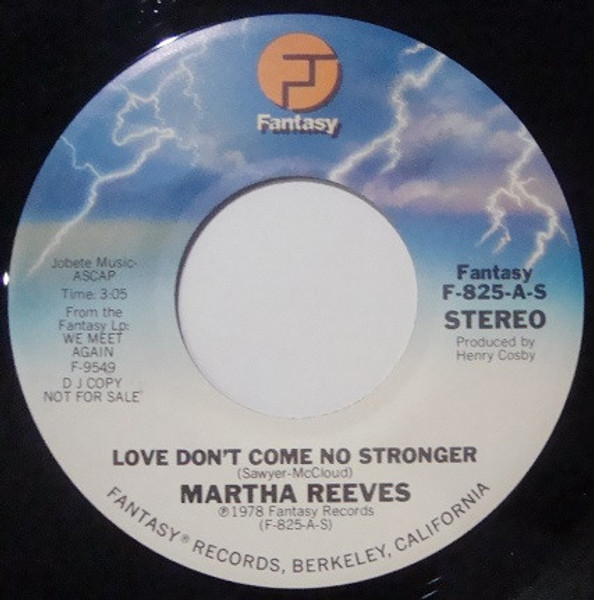 Fantasy
Jobete Music-
ASCAP
Time: 3:05
From the
Fantasy Lp:
WE MEET
AGAIN
F-9549
D J COPY
NOT FOR SALE
Fantasy
F-825-A-S
STEREO
Produced by
Henry Cosby
LOVE DON'T COME NO STRONGER
(Sawyer-McCloud)
MARTHA REEVES
℗1978 Fantasy Records
(F-825-A-S)
FANTASY® RECORDS, BERKELEY, CALIFORNIA